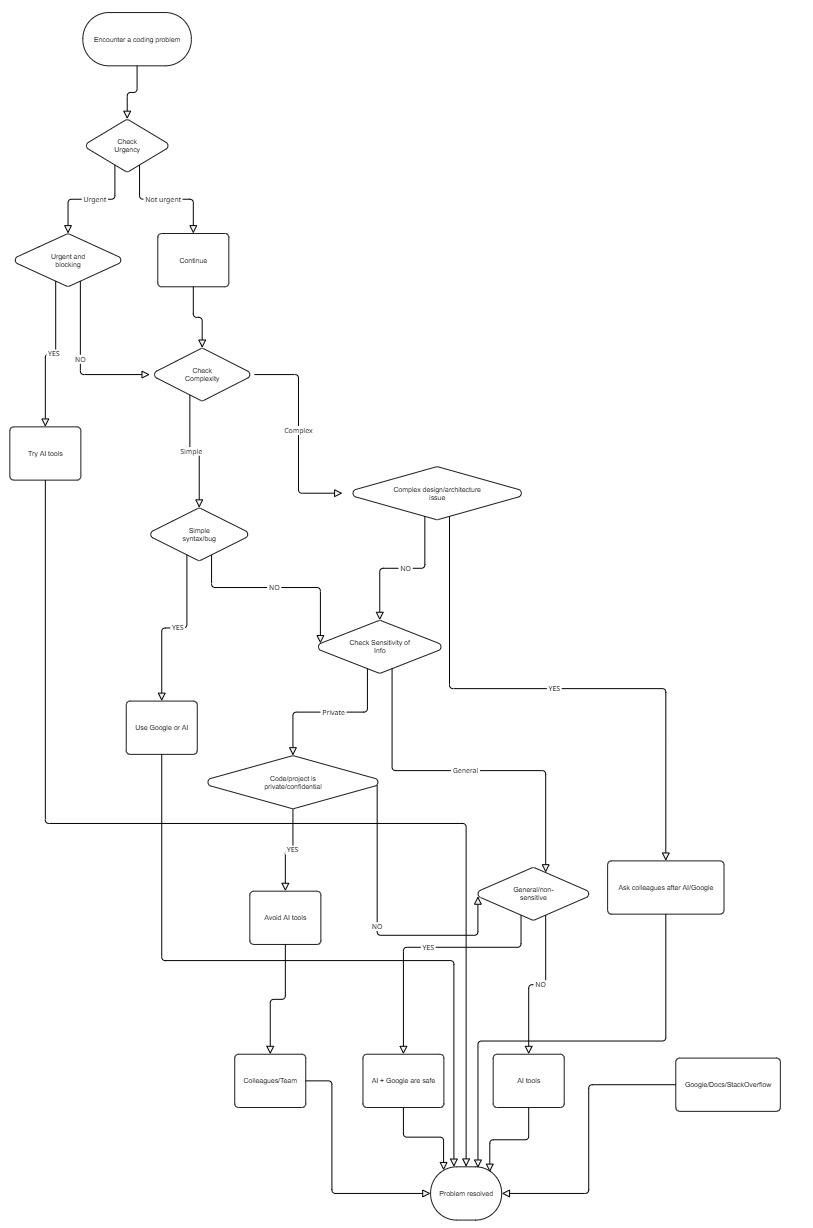 Encounter a coding problem
Check
Urgency
Urgent
Not urgent
Urgent and
blocking
Continue
YES
NO
Check
Complexity
Complex
Simple
Try AI tools
Complex design/architecture
issue
Simple
syntax/bug
NO
NO
YES
Check Sensitivity of
Info
YES
Private
Use Google or AI
General
Code/project is
private/confidential
YES
Ask colleagues after AI/Google
General/non-
sensitive
Avoid AI tools
NO
YES
NO
Colleagues/Team
AI + Google are safe
AI tools
Google/Docs/StackOverflow
Problem resolved